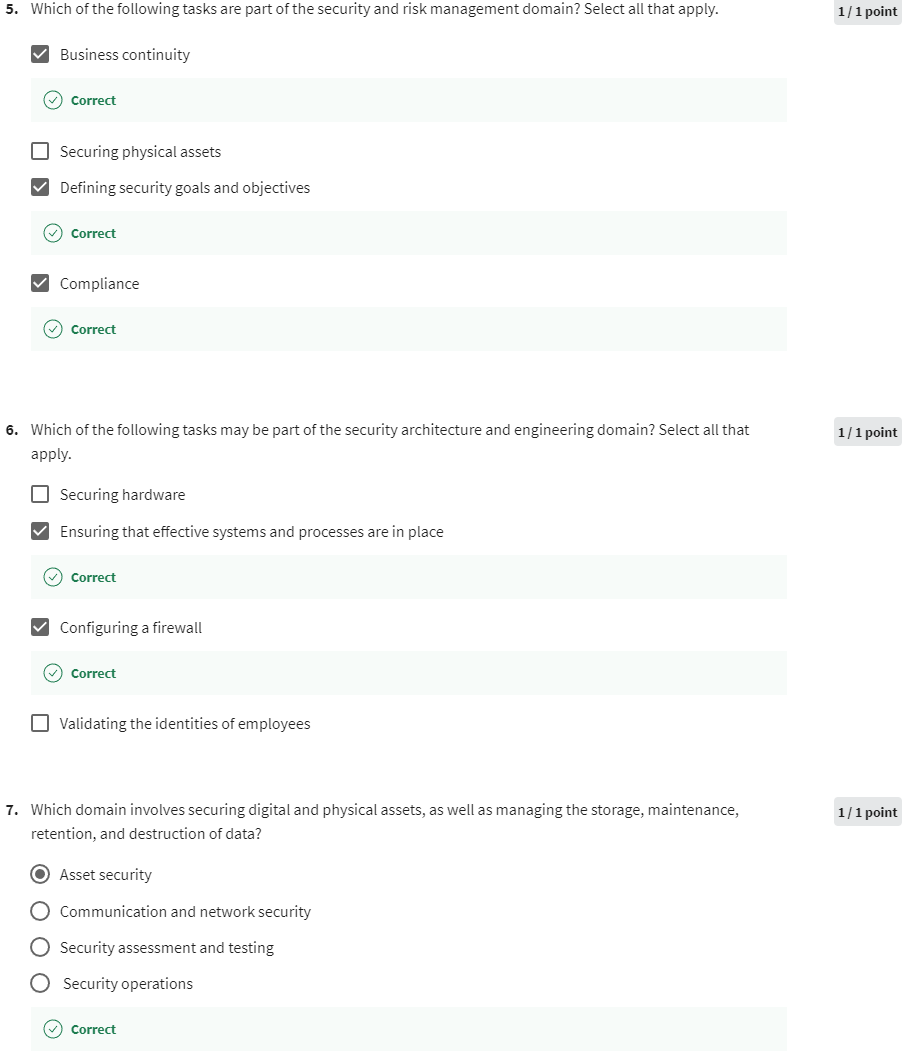 5. Which of the following tasks are part of the security and risk management domain? Select all that apply.
1 / 1 point
Business continuity
Correct
Securing physical assets
Defining security goals and objectives
Correct
Compliance
Correct
6. Which of the following tasks may be part of the security architecture and engineering domain? Select all that
apply.
1 / 1 point
Securing hardware
Ensuring that effective systems and processes are in place
Correct
Configuring a firewall
Correct
Validating the identities of employees
7. Which domain involves securing digital and physical assets, as well as managing the storage, maintenance,
retention, and destruction of data?
1 / 1 point
Asset security
Communication and network security
Security assessment and testing
Security operations
Correct